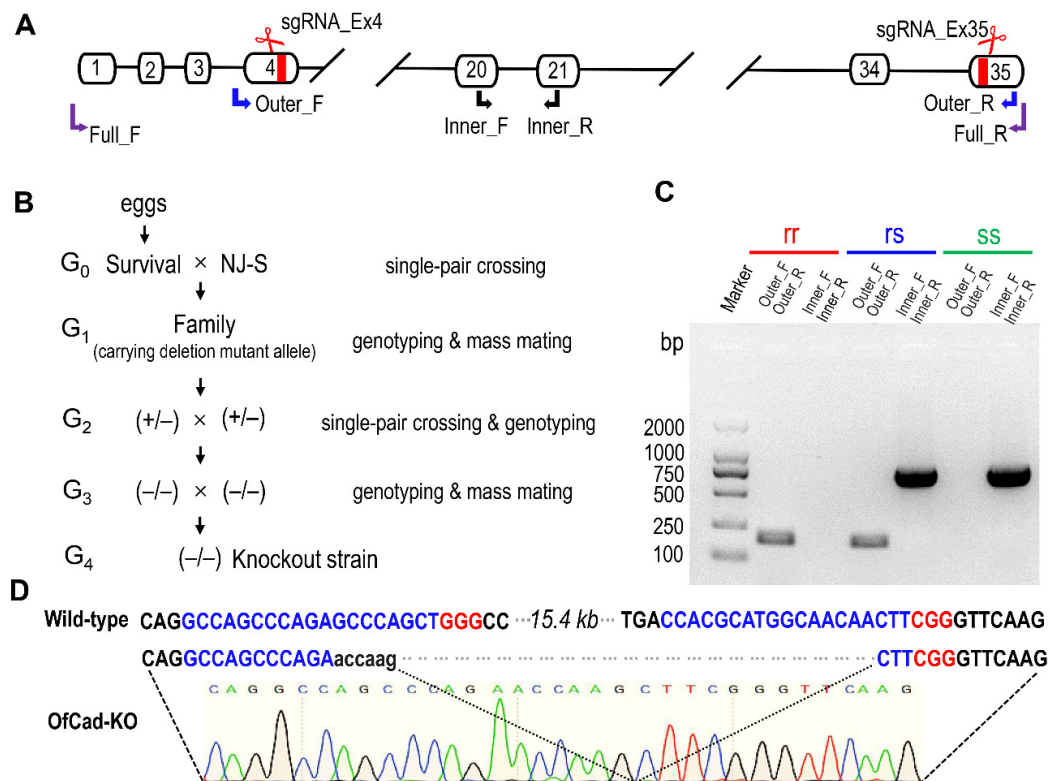 A
sgRNA_Ex4
sgRNA_Ex35
1 2 3 4 20 21 34 35
Outer_F
Outer_R
Full_F
Inner_F Inner_R
Full_R
B
eggs
G0 Survival × NJ-S single-pair crossing
G1 Family genotyping & mass mating
(carrying deletion mutant allele)
G2 (+/–) × (+/–) single-pair crossing & genotyping
G3 (–/–) × (–/–) genotyping & mass mating
G4 (–/–) Knockout strain
C
rr rs ss
Marker
Outer_F
Outer_R
Inner_F
Inner_R
Outer_F
Outer_R
Inner_F
Inner_R
Outer_F
Outer_R
Inner_F
Inner_R
bp
2000
1000
750
500
250
100
D
Wild-type CAGGCCAGCCCAGAGCCCAGCTGGGCC ···15.4 kb··· TGACCACGCATGGCAACAACTTCGGGTTCAAG
CAGGCCAGCCCAGAaccaag CTTCGGGTTCAAG
C A G G C C A G C C C A G A A C C A A G C T T C G G G T T C A A G
OfCad-KO